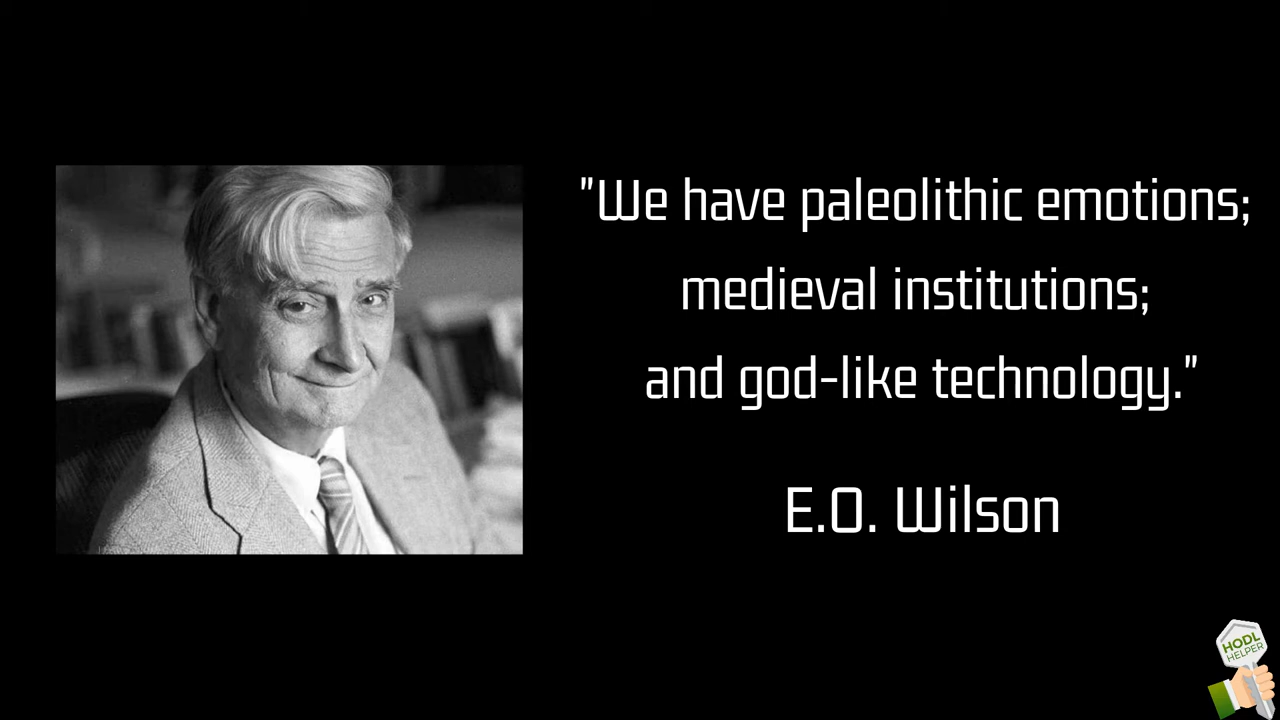 "We have paleolithic emotions;
medieval institutions;
and god-like technology."
E.O. Wilson
HODL
HELPER